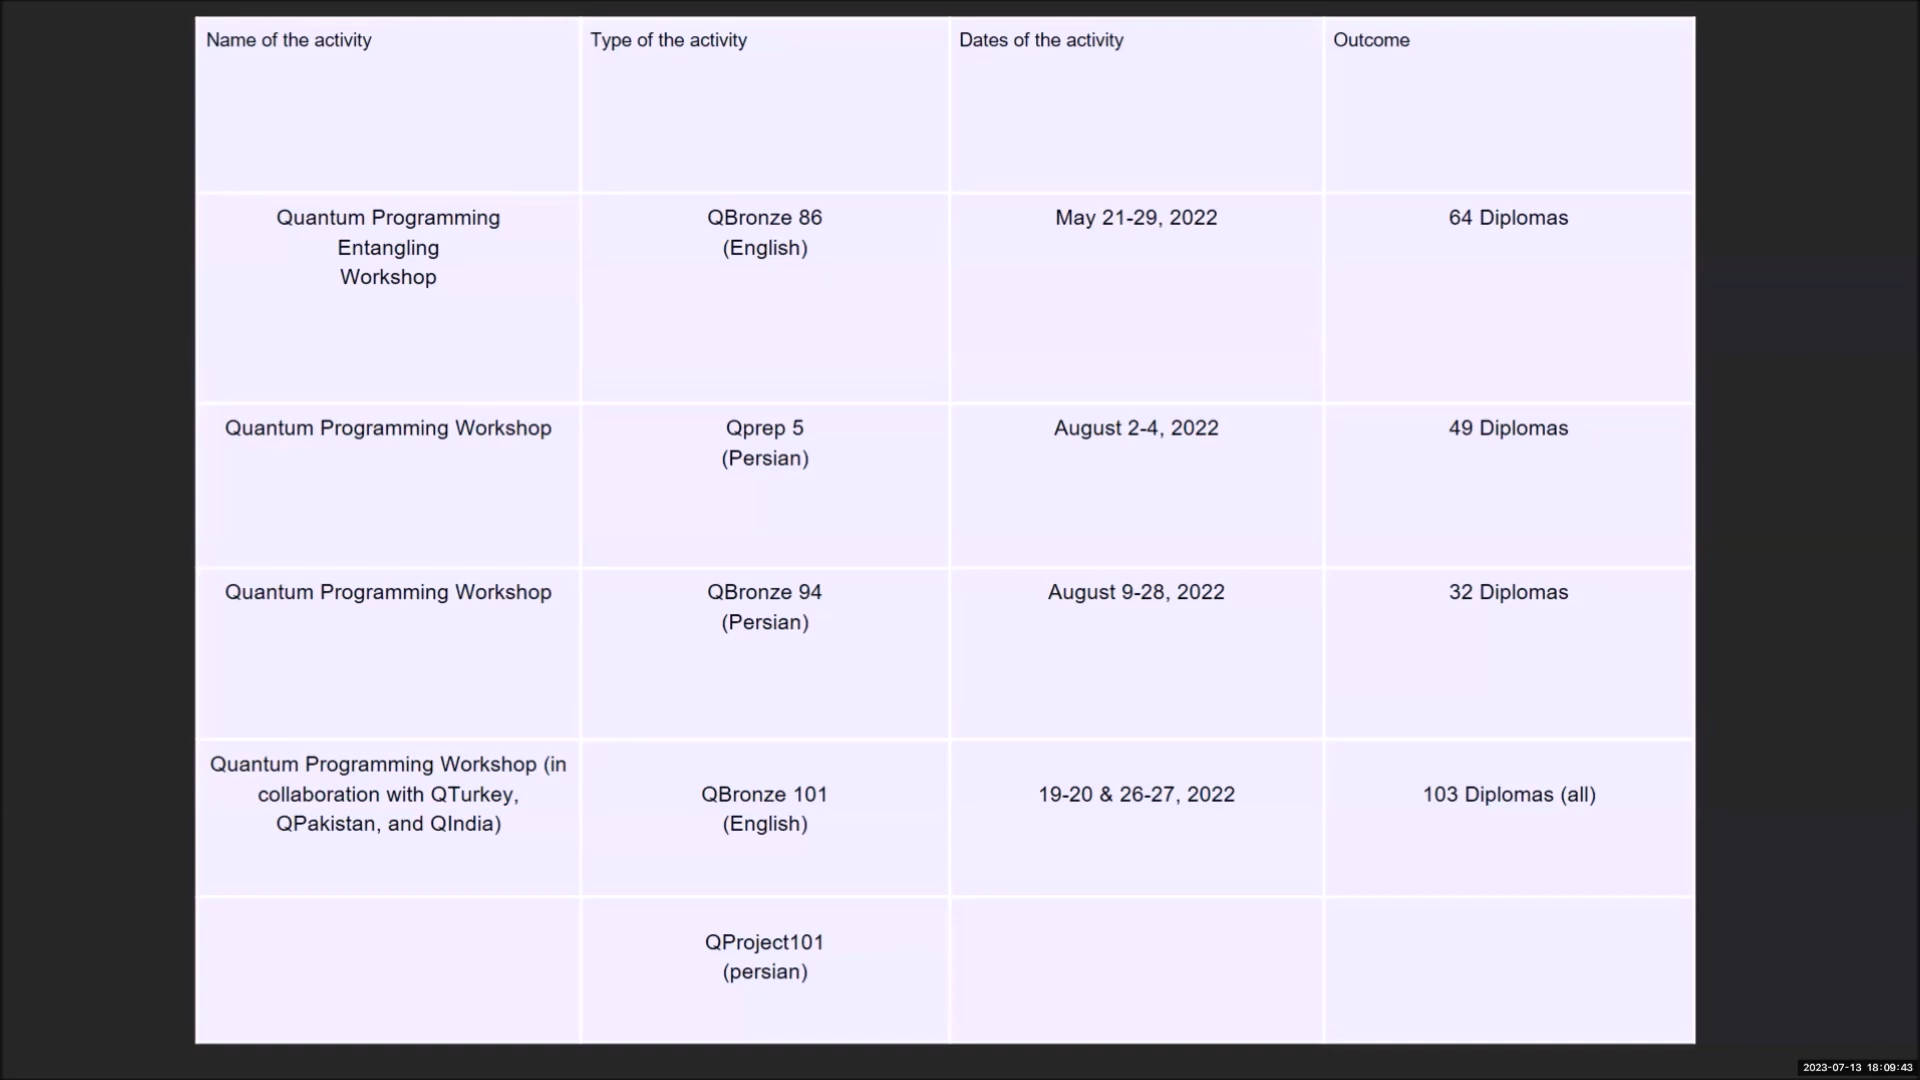 Name of the activity
Type of the activity
Dates of the activity
Outcome
Quantum Programming
Entangling
Workshop
QBronze 86
(English)
May 21-29, 2022
64 Diplomas
Quantum Programming Workshop
Qprep 5
(Persian)
August 2-4, 2022
49 Diplomas
Quantum Programming Workshop
QBronze 94
(Persian)
August 9-28, 2022
32 Diplomas
Quantum Programming Workshop (in
collaboration with QTurkey,
QPakistan, and QIndia)
QBronze 101
(English)
19-20 & 26-27, 2022
103 Diplomas (all)
QProject101
(persian)
2023-07-13 18:09:43